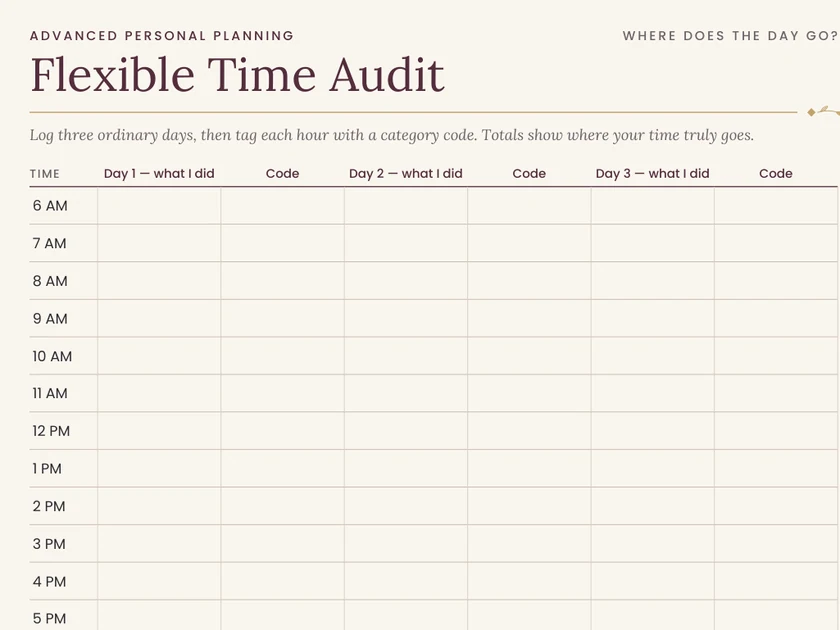 ADVANCED PERSONAL PLANNING
WHERE DOES THE DAY GO?
Flexible Time Audit
Log three ordinary days, then tag each hour with a category code. Totals show where your time truly goes.
TIME Day 1 — what I did Code Day 2 — what I did Code Day 3 — what I did Code
6 AM
7 AM
8 AM
9 AM
10 AM
11 AM
12 PM
1 PM
2 PM
3 PM
4 PM
5 PM